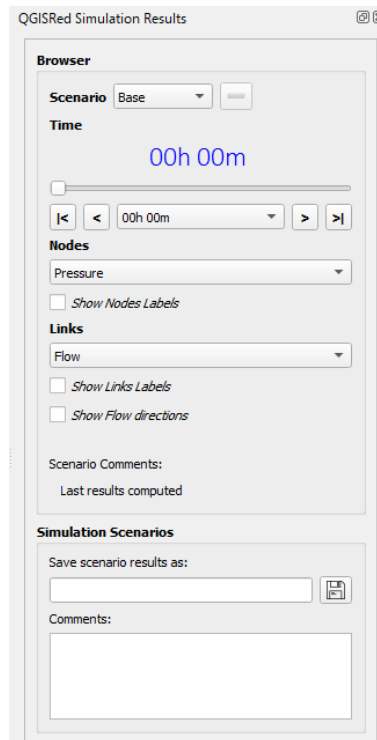 QGISRed Simulation Results
Browser
Scenario Base
Time
00h 00m
|< < 00h 00m > >|
Nodes
Pressure
Show Nodes Labels
Links
Flow
Show Links Labels
Show Flow directions
Scenario Comments:
Last results computed
Simulation Scenarios
Save scenario results as:
Comments: